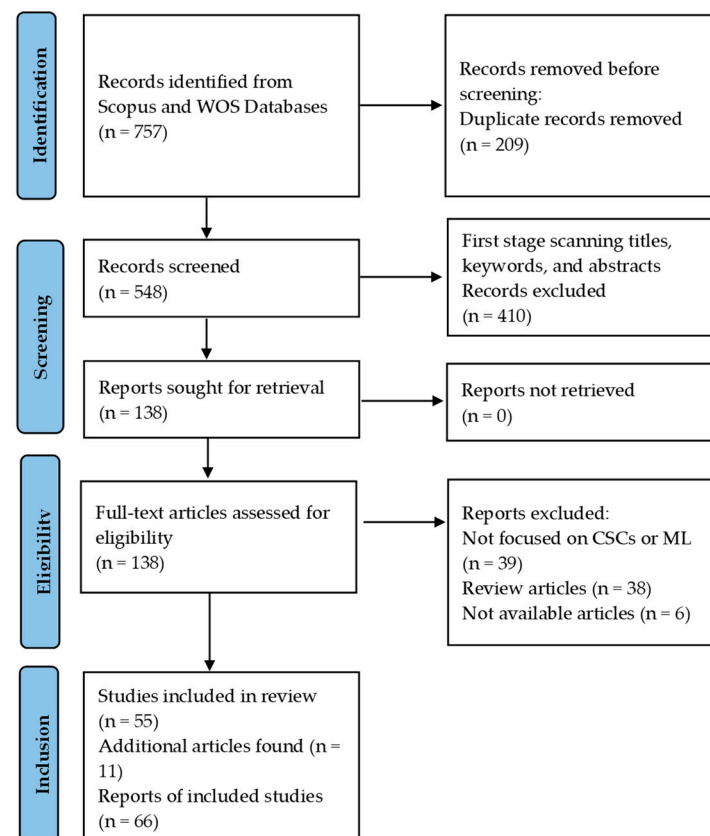 Identification
Records identified from
Scopus and WOS Databases
(n = 757)
Records removed before
screening:
Duplicate records removed
(n = 209)
Screening
Records screened
(n = 548)
First stage scanning titles,
keywords, and abstracts
Records excluded
(n = 410)
Reports sought for retrieval
(n = 138)
Reports not retrieved
(n = 0)
Eligibility
Full-text articles assessed for
eligibility
(n = 138)
Reports excluded:
Not focused on CSCs or ML
(n = 39)
Review articles (n = 38)
Not available articles (n = 6)
Inclusion
Studies included in review
(n = 55)
Additional articles found (n =
11)
Reports of included studies
(n = 66)